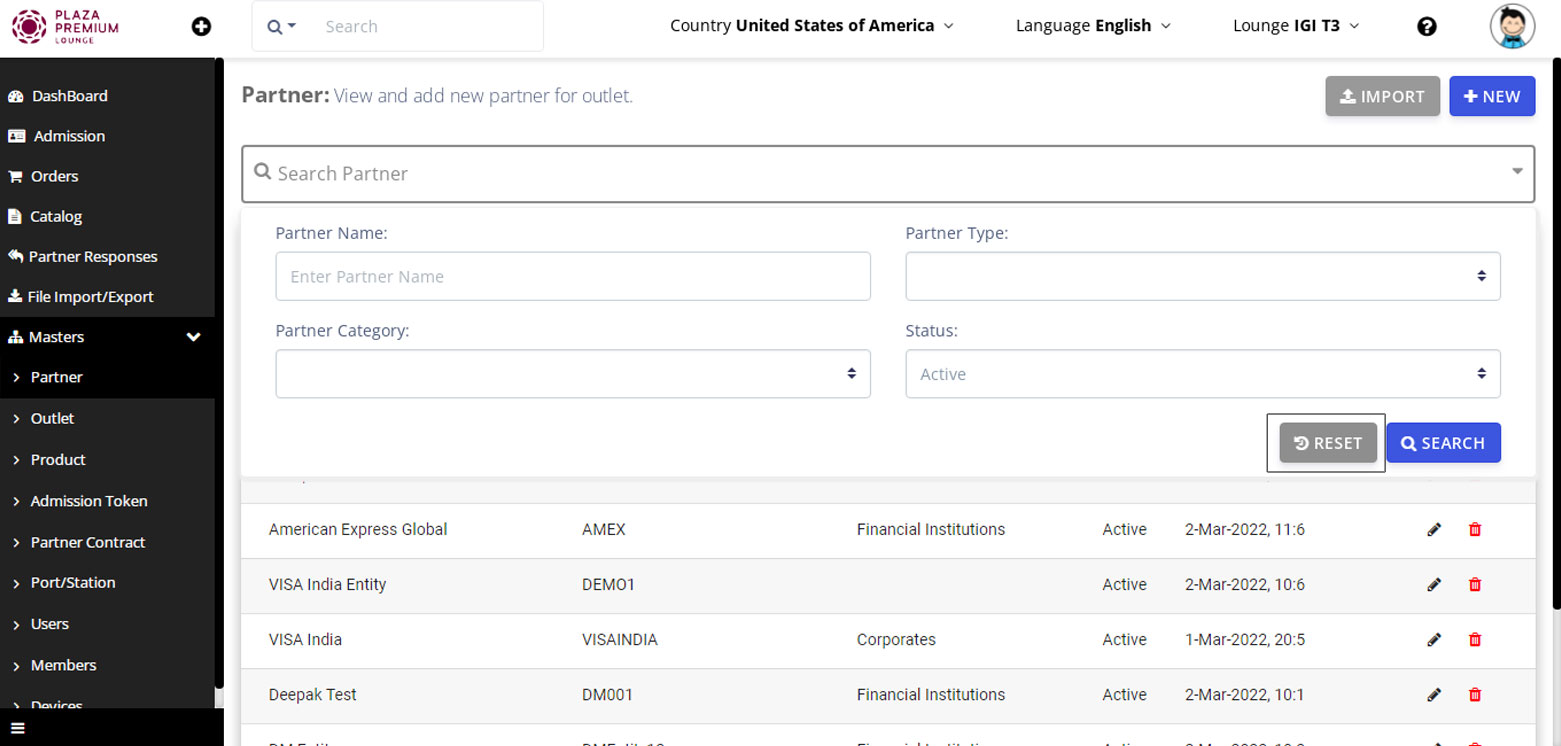 PLAZA
PREMIUM
LOUNGE
Search
Country United States of America
Language English
Lounge IGI T3
DashBoard
Admission
Orders
Catalog
Partner Responses
File Import/Export
Masters
Partner
Outlet
Product
Admission Token
Partner Contract
Port/Station
Users
Members
Devices
Partner: View and add new partner for outlet.
IMPORT
NEW
Search Partner
Partner Name:
Partner Type:
Enter Partner Name
Partner Category:
Status:
Active
RESET
SEARCH
American Express Global AMEX Financial Institutions Active 2-Mar-2022, 11:6
VISA India Entity DEMO1 Active 2-Mar-2022, 10:6
VISA India VISAINDIA Corporates Active 1-Mar-2022, 20:5
Deepak Test DM001 Financial Institutions Active 2-Mar-2022, 10:1